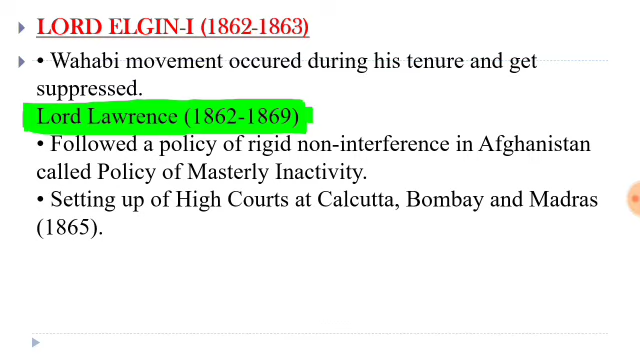 LORD ELGIN-I (1862-1863)
• Wahabi movement occured during his tenure and get
suppressed.
Lord Lawrence (1862-1869)
• Followed a policy of rigid non-interference in Afghanistan
called Policy of Masterly Inactivity.
• Setting up of High Courts at Calcutta, Bombay and Madras
(1865).